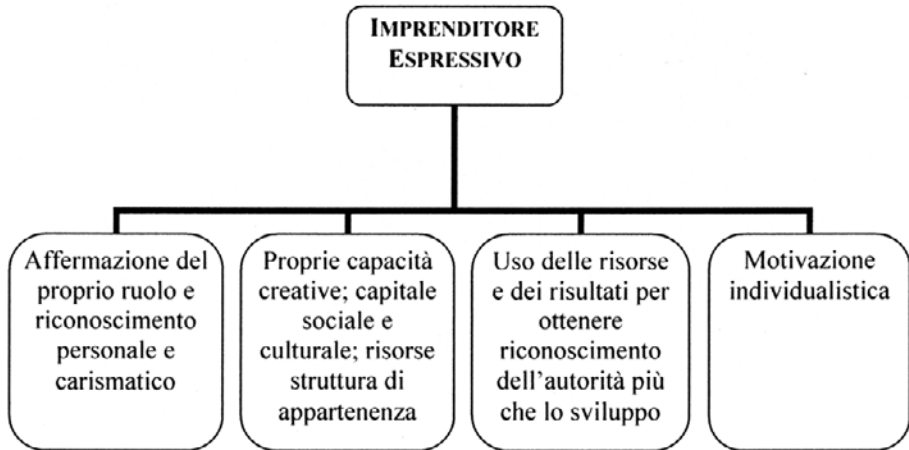 IMPRENDITORE
ESPRESSIVO
Affermazione del
proprio ruolo e
riconoscimento
personale e
carismatico
Proprie capacità
creative; capitale
sociale e
culturale; risorse
struttura di
appartenenza
Uso delle risorse
e dei risultati per
ottenere
riconoscimento
dell'autorità più
che lo sviluppo
Motivazione
individualistica